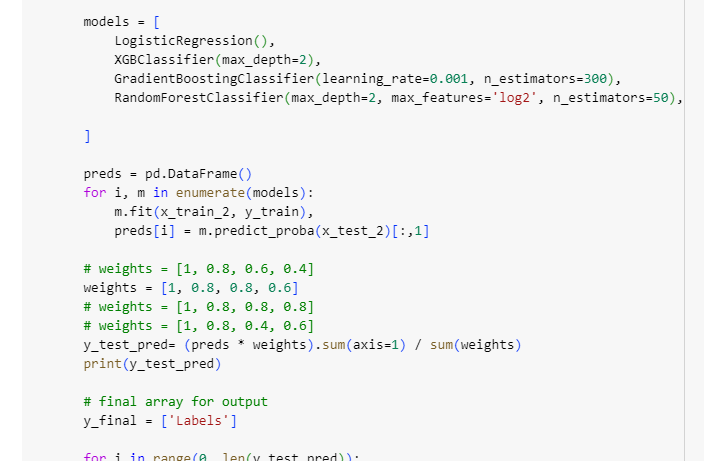 models = [
    LogisticRegression(),
    XGBClassifier(max_depth=2),
    GradientBoostingClassifier(learning_rate=0.001, n_estimators=300),
    RandomForestClassifier(max_depth=2, max_features='log2', n_estimators=50),
]
preds = pd.DataFrame()
for i, m in enumerate(models):
    m.fit(x_train_2, y_train),
    preds[i] = m.predict_proba(x_test_2)[:,1]
# weights = [1, 0.8, 0.6, 0.4]
weights = [1, 0.8, 0.8, 0.6]
# weights = [1, 0.8, 0.8, 0.8]
# weights = [1, 0.8, 0.4, 0.6]
y_test_pred= (preds * weights).sum(axis=1) / sum(weights)
print(y_test_pred)
# final array for output
y_final = ['Labels']
for i in range(0, len(y_test_pred)):